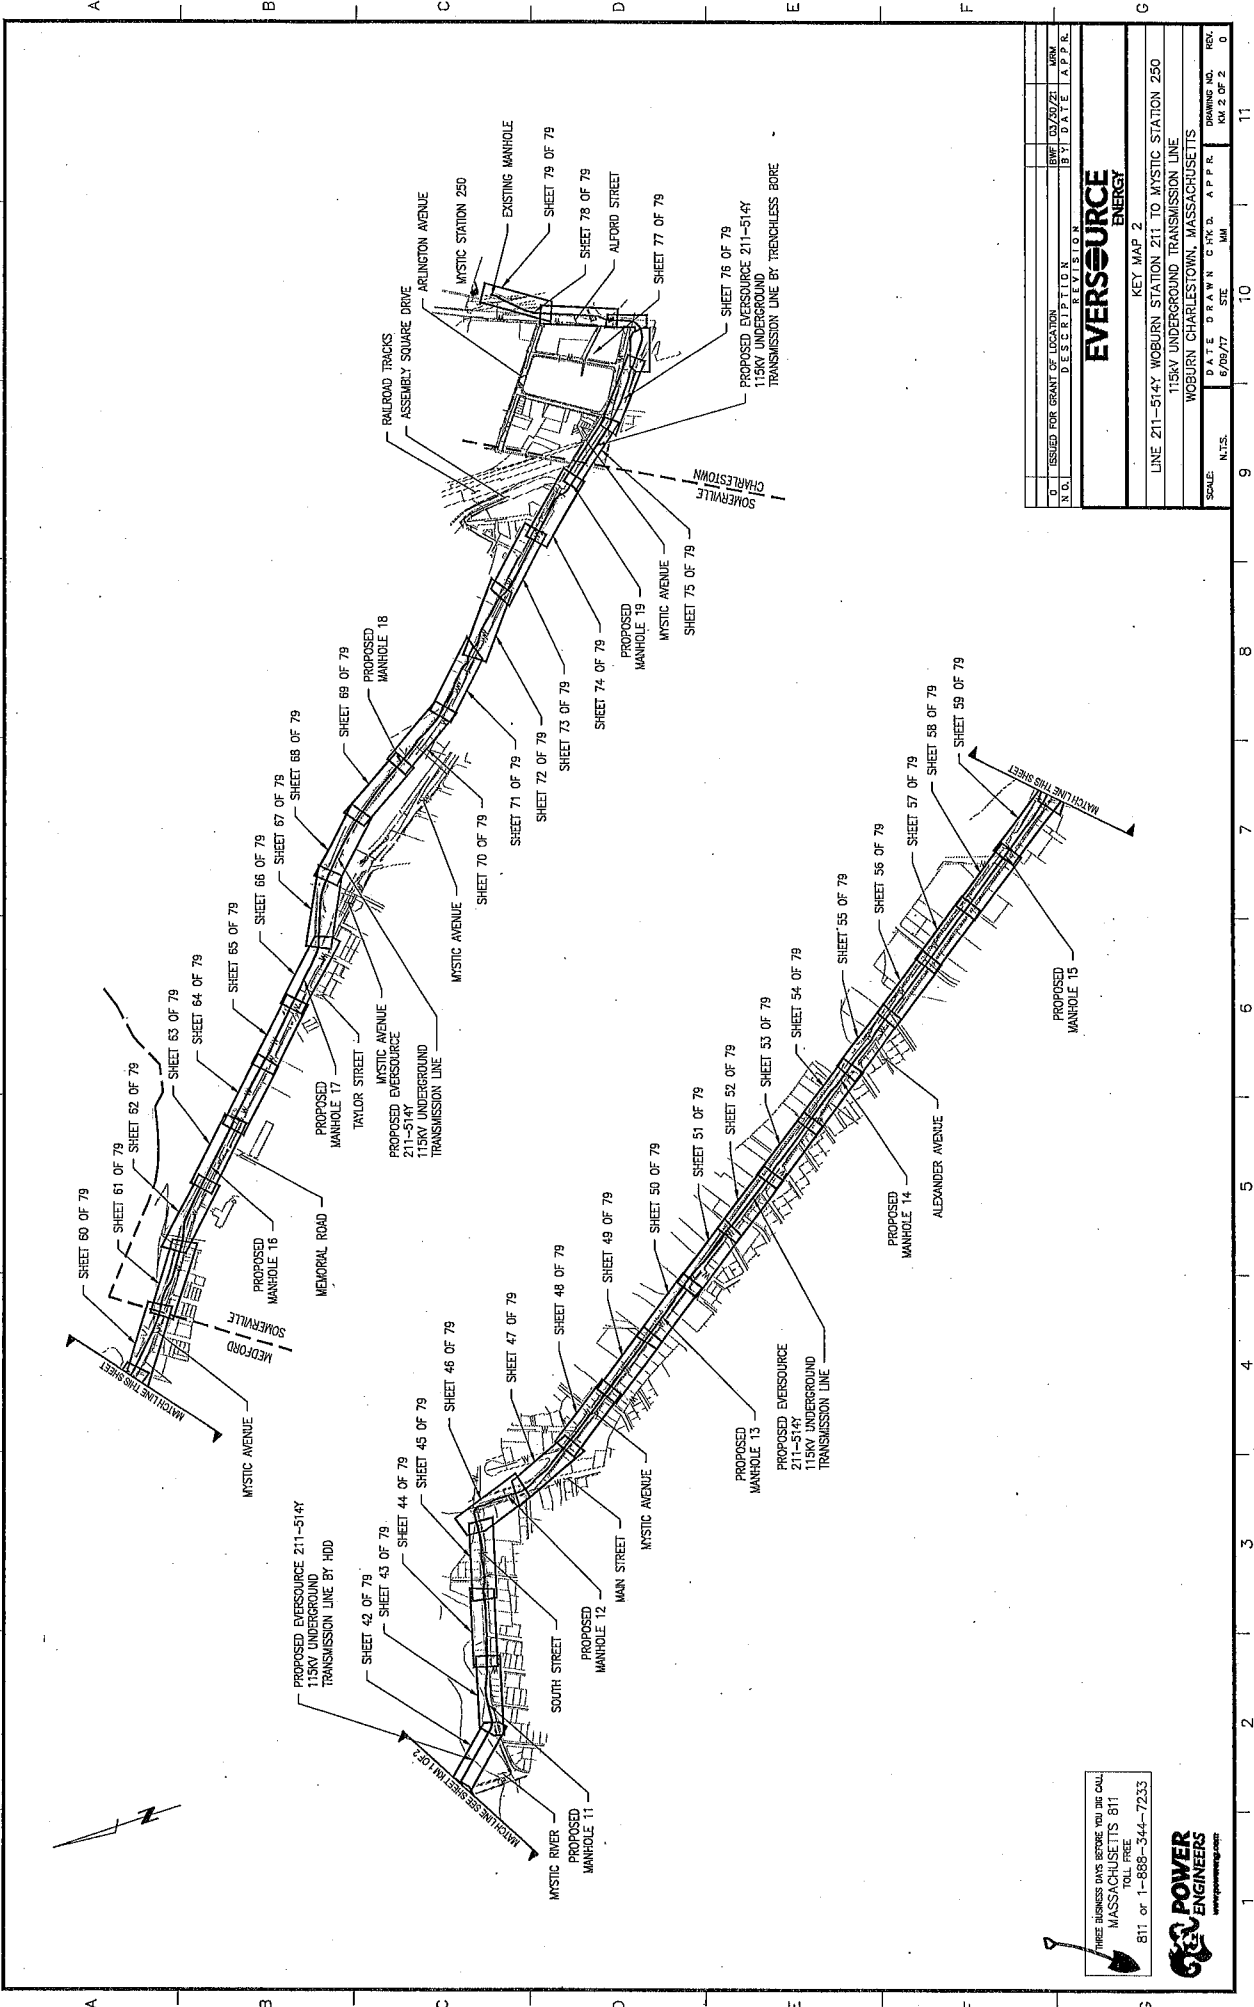 A
B
C
D
E
F
G
SHEET 60 OF 79
SHEET 61 OF 79
SHEET 62 OF 79
SHEET 63 OF 79
SHEET 64 OF 79
SHEET 65 OF 79
SHEET 66 OF 79
SHEET 67 OF 79
SHEET 68 OF 79
SHEET 69 OF 79
PROPOSED
MANHOLE 18
RAILROAD TRACKS
ASSEMBLY SQUARE DRIVE
ARLINGTON AVENUE
MYSTIC STATION 250
EXISTING MANHOLE
SHEET 79 OF 79
SHEET 78 OF 79
ALFORD STREET
SHEET 77 OF 79
SHEET 76 OF 79
PROPOSED EVERSOURCE 211-514Y
115KV UNDERGROUND
TRANSMISSION LINE BY TRENCHLESS BORE
SOMERVILLE
CHARLESTOWN
MATCH LINE THIS SHEET
MYSTIC AVENUE
MEDFORD
SOMERVILLE
PROPOSED
MANHOLE 16
MEMORIAL ROAD
PROPOSED
MANHOLE 17
TAYLOR STREET
MYSTIC AVENUE
PROPOSED EVERSOURCE
211-514Y
115KV UNDERGROUND
TRANSMISSION LINE
MYSTIC AVENUE
SHEET 70 OF 79
SHEET 71 OF 79
SHEET 72 OF 79
SHEET 73 OF 79
SHEET 74 OF 79
PROPOSED
MANHOLE 19
MYSTIC AVENUE
SHEET 75 OF 79
PROPOSED EVERSOURCE 211-514Y
115KV UNDERGROUND
TRANSMISSION LINE BY HDD
SHEET 42 OF 79
SHEET 43 OF 79
SHEET 44 OF 79
SHEET 45 OF 79
SHEET 46 OF 79
SHEET 47 OF 79
SHEET 48 OF 79
SHEET 49 OF 79
SHEET 50 OF 79
SHEET 51 OF 79
SHEET 52 OF 79
SHEET 53 OF 79
SHEET 54 OF 79
SHEET 55 OF 79
SHEET 56 OF 79
SHEET 57 OF 79
SHEET 58 OF 79
SHEET 59 OF 79
MATCH LINE THIS SHEET
MATCH LINE SEE SHEET KM 1 OF 2
MYSTIC RIVER
PROPOSED
MANHOLE 11
SOUTH STREET
PROPOSED
MANHOLE 12
MAIN STREET
MYSTIC AVENUE
PROPOSED
MANHOLE 13
PROPOSED EVERSOURCE
211-514Y
115KV UNDERGROUND
TRANSMISSION LINE
PROPOSED
MANHOLE 14
ALEXANDER AVENUE
PROPOSED
MANHOLE 15
N
THREE BUSINESS DAYS BEFORE YOU DIG CALL
MASSACHUSETTS 811
TOLL FREE
811 or 1-888-344-7233
POWER
ENGINEERS
www.powereng.com
0 ISSUED FOR GRANT OF LOCATION BWF 03/30/21 MRM
NO. DESCRIPTION BY DATE APPR.
REVISION
EVERSOURCE
ENERGY
KEY MAP 2
LINE 211-514Y WOBURN STATION 211 TO MYSTIC STATION 250
115kV UNDERGROUND TRANSMISSION LINE
WOBURN CHARLESTOWN, MASSACHUSETTS
SCALE: N.T.S. DATE 6/09/17 DRAWN STE CH'K'D. MM APPR. DRAWING NO. KM 2 OF 2 REV. 0
1 2 3 4 5 6 7 8 9 10 11
A
B
C
D
E
F
G